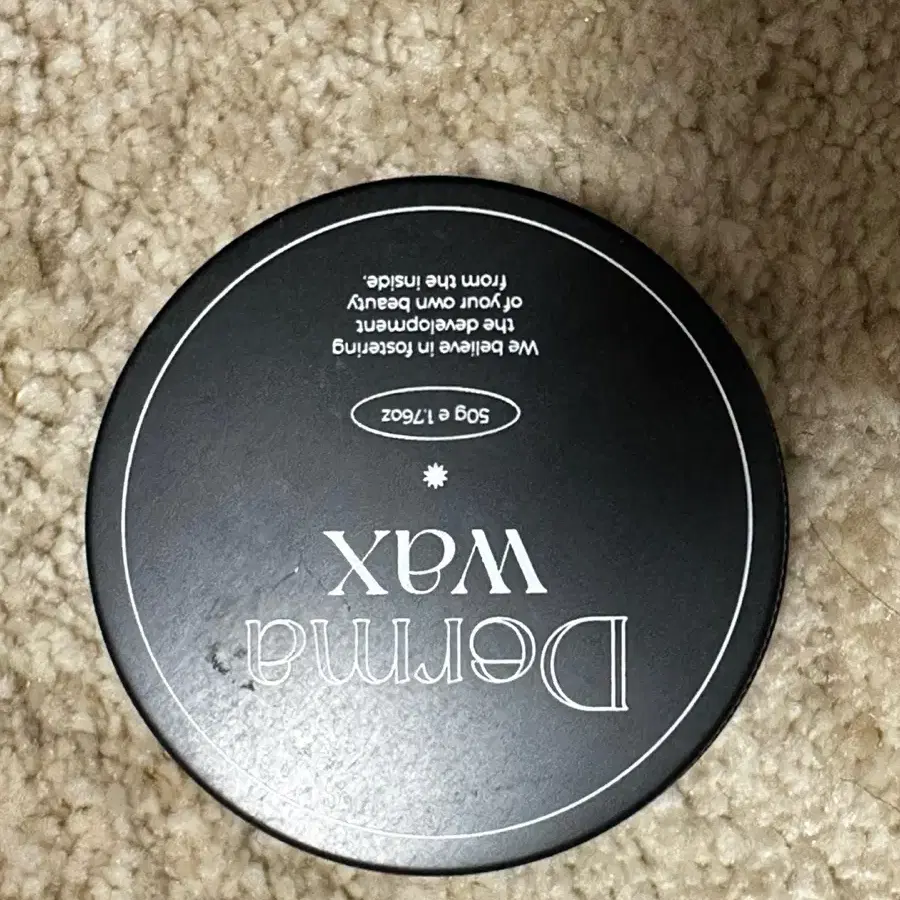 Derma
wax
50g e 1.76oz
We believe in fostering
the development
of your own beauty
from the inside.